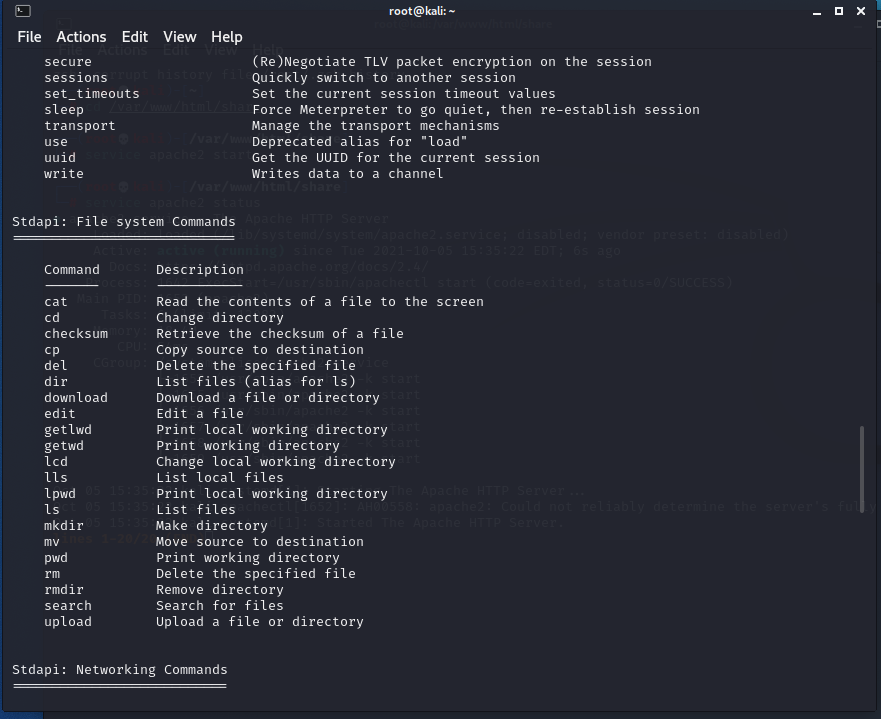 root@kali: ~
File Actions Edit View Help
secure (Re)Negotiate TLV packet encryption on the session
sessions Quickly switch to another session
set_timeouts Set the current session timeout values
sleep Force Meterpreter to go quiet, then re-establish session
transport Manage the transport mechanisms
use Deprecated alias for "load"
uuid Get the UUID for the current session
write Writes data to a channel
Stdapi: File system Commands
============================
Command Description
------- -----------
cat Read the contents of a file to the screen
cd Change directory
checksum Retrieve the checksum of a file
cp Copy source to destination
del Delete the specified file
dir List files (alias for ls)
download Download a file or directory
edit Edit a file
getlwd Print local working directory
getwd Print working directory
lcd Change local working directory
lls List local files
lpwd Print local working directory
ls List files
mkdir Make directory
mv Move source to destination
pwd Print working directory
rm Delete the specified file
rmdir Remove directory
search Search for files
upload Upload a file or directory
Stdapi: Networking Commands
===========================